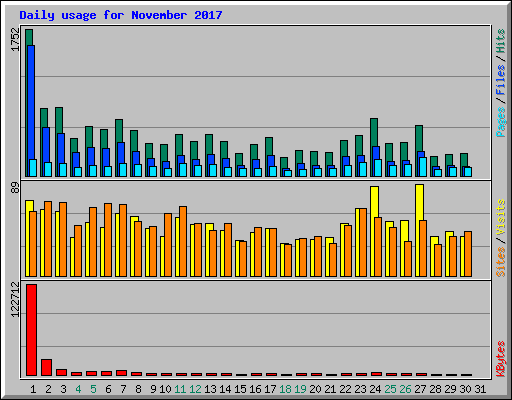 Daily usage for November 2017
1752
Pages / Files / Hits
89
Sites / Visits
122712
KBytes
1 2 3 4 5 6 7 8 9 10 11 12 13 14 15 16 17 18 19 20 21 22 23 24 25 26 27 28 29 30 31